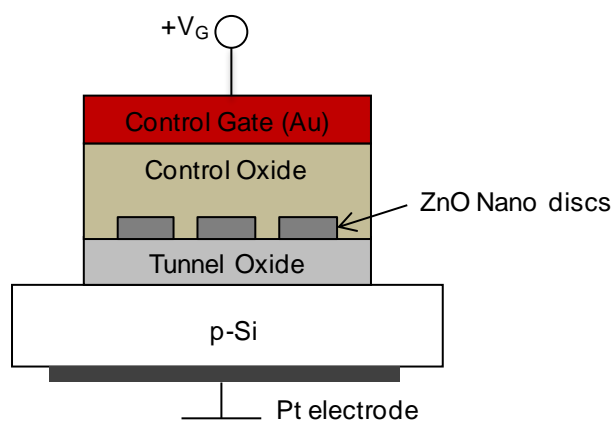 +VG
Control Gate (Au)
Control Oxide
ZnO Nano discs
Tunnel Oxide
p-Si
Pt electrode